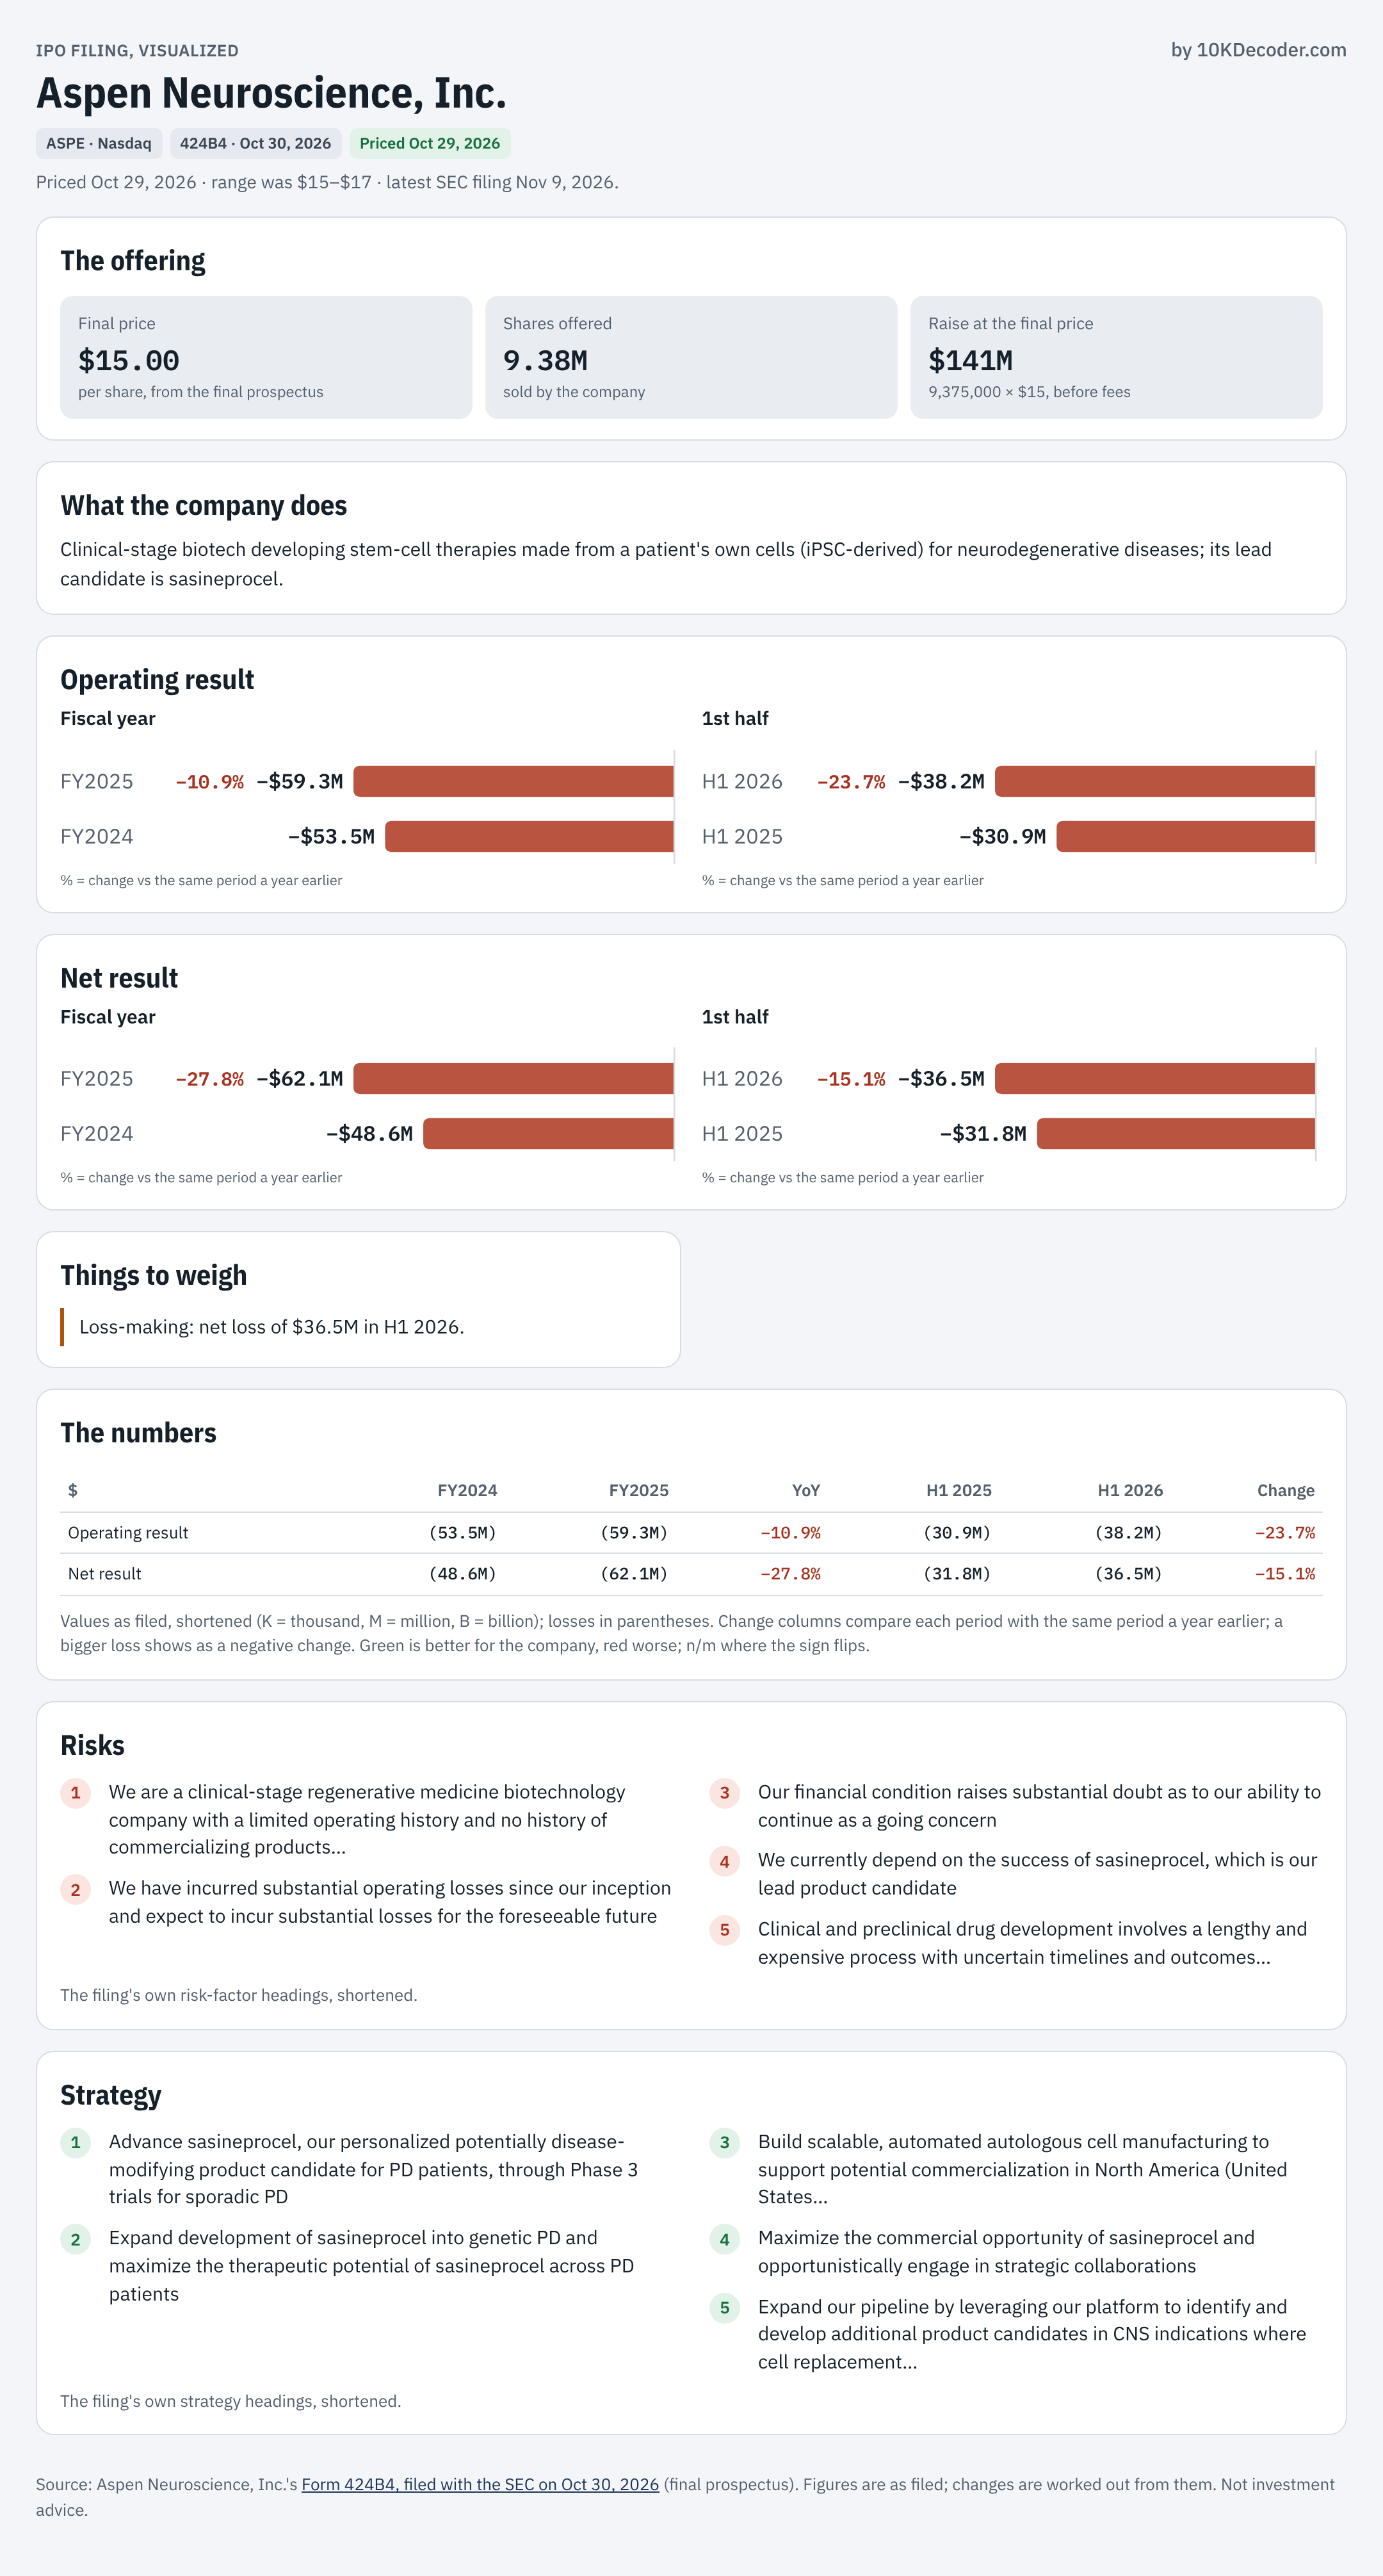 IPO FILING, VISUALIZED
by 10KDecoder.com
Aspen Neuroscience, Inc.
ASPE · Nasdaq
424B4 · Oct 30, 2026
Priced Oct 29, 2026
Priced Oct 29, 2026 · range was $15–$17 · latest SEC filing Nov 9, 2026.
The offering
Final price
$15.00
per share, from the final prospectus
Shares offered
9.38M
sold by the company
Raise at the final price
$141M
9,375,000 × $15, before fees
What the company does
Clinical-stage biotech developing stem-cell therapies made from a patient's own cells (iPSC-derived) for neurodegenerative diseases; its lead
candidate is sasineprocel.
Operating result
Fiscal year
FY2025 −10.9% −$59.3M
FY2024 −$53.5M
% = change vs the same period a year earlier
1st half
H1 2026 −23.7% −$38.2M
H1 2025 −$30.9M
% = change vs the same period a year earlier
Net result
Fiscal year
FY2025 −27.8% −$62.1M
FY2024 −$48.6M
% = change vs the same period a year earlier
1st half
H1 2026 −15.1% −$36.5M
H1 2025 −$31.8M
% = change vs the same period a year earlier
Things to weigh
Loss-making: net loss of $36.5M in H1 2026.
The numbers
$ FY2024 FY2025 YoY H1 2025 H1 2026 Change
Operating result (53.5M) (59.3M) −10.9% (30.9M) (38.2M) −23.7%
Net result (48.6M) (62.1M) −27.8% (31.8M) (36.5M) −15.1%
Values as filed, shortened (K = thousand, M = million, B = billion); losses in parentheses. Change columns compare each period with the same period a year earlier; a
bigger loss shows as a negative change. Green is better for the company, red worse; n/m where the sign flips.
Risks
1 We are a clinical-stage regenerative medicine biotechnology
company with a limited operating history and no history of
commercializing products…
2 We have incurred substantial operating losses since our inception
and expect to incur substantial losses for the foreseeable future
3 Our financial condition raises substantial doubt as to our ability to
continue as a going concern
4 We currently depend on the success of sasineprocel, which is our
lead product candidate
5 Clinical and preclinical drug development involves a lengthy and
expensive process with uncertain timelines and outcomes…
The filing's own risk-factor headings, shortened.
Strategy
1 Advance sasineprocel, our personalized potentially disease-
modifying product candidate for PD patients, through Phase 3
trials for sporadic PD
2 Expand development of sasineprocel into genetic PD and
maximize the therapeutic potential of sasineprocel across PD
patients
3 Build scalable, automated autologous cell manufacturing to
support potential commercialization in North America (United
States…
4 Maximize the commercial opportunity of sasineprocel and
opportunistically engage in strategic collaborations
5 Expand our pipeline by leveraging our platform to identify and
develop additional product candidates in CNS indications where
cell replacement…
The filing's own strategy headings, shortened.
Source: Aspen Neuroscience, Inc.'s Form 424B4, filed with the SEC on Oct 30, 2026 (final prospectus). Figures are as filed; changes are worked out from them. Not investment
advice.